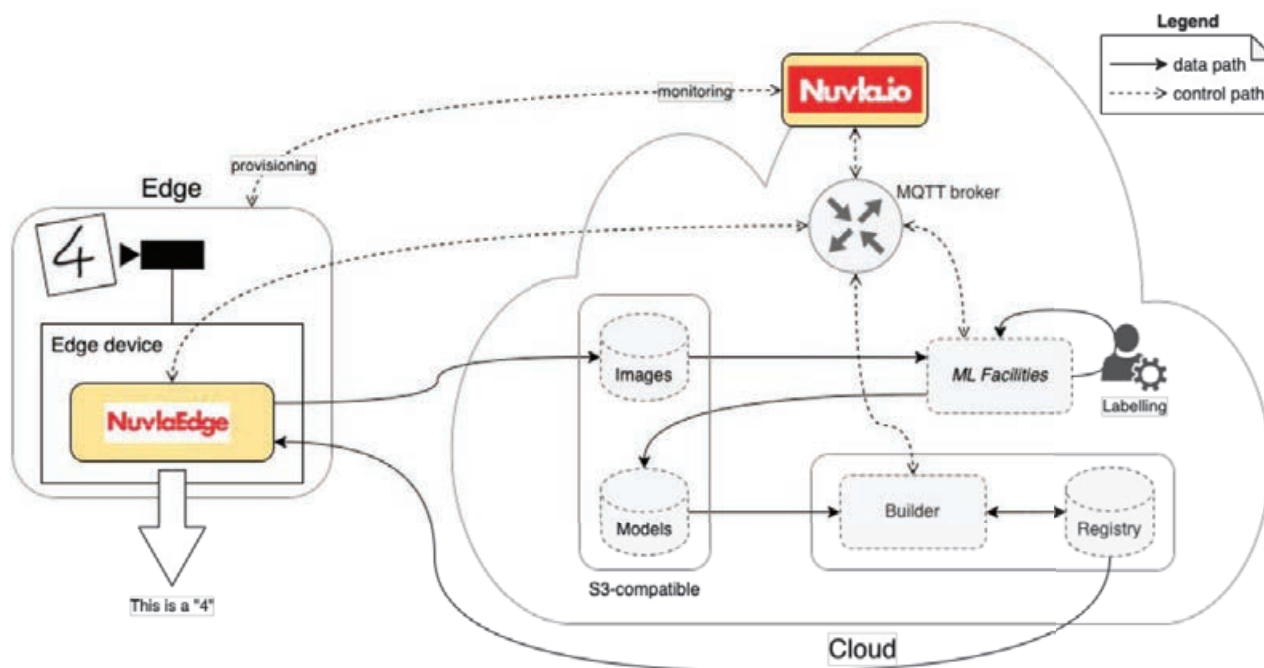 Legend
data path
control path
Nuvla.io
monitoring
provisioning
Edge
MQTT broker
4
Edge device
NuvlaEdge
Images
ML Facilities
Labelling
Models
Builder
Registry
S3-compatible
This is a "4"
Cloud